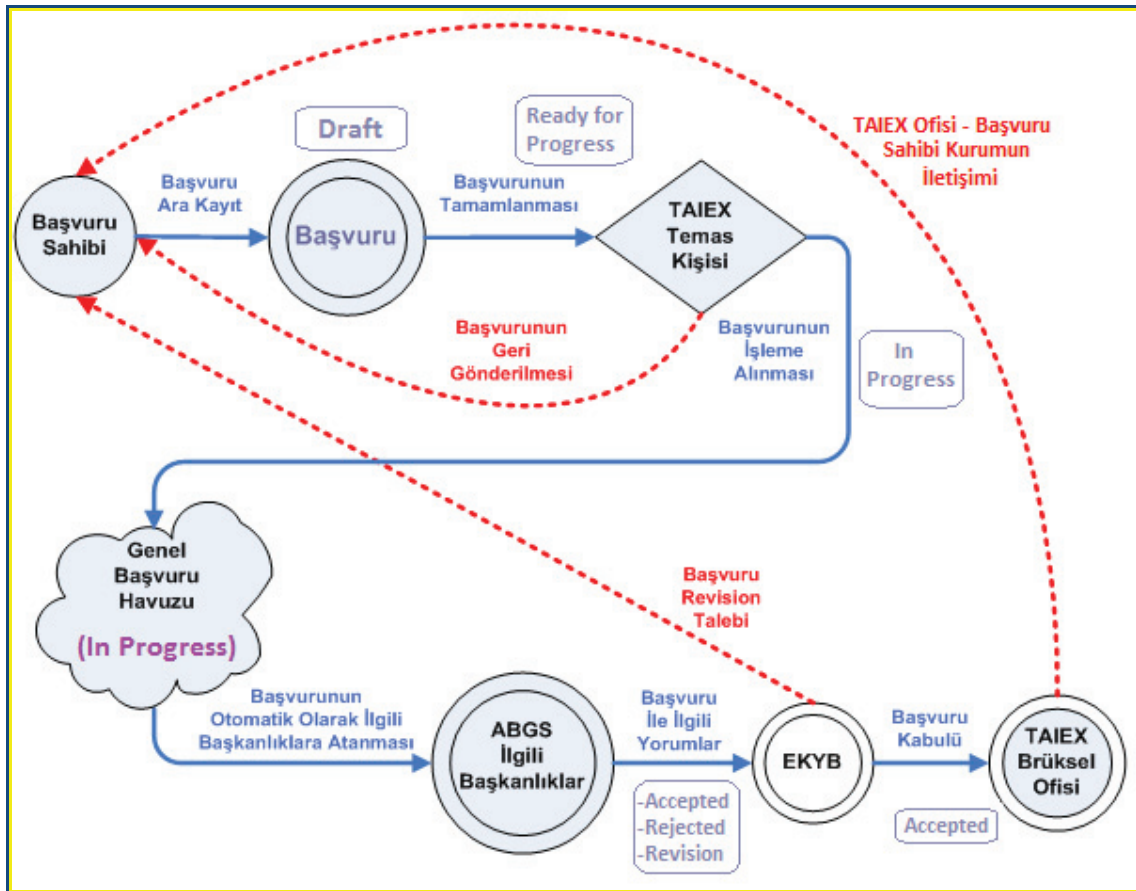 Draft
Ready for
Progress
TAIEX Ofisi - Başvuru
Sahibi Kurumun
İletişimi
Başvuru
Sahibi
Başvuru
Ara Kayıt
Başvuru
Başvurunun
Tamamlanması
TAIEX
Temas
Kişisi
Başvurunun
Geri
Gönderilmesi
Başvurunun
İşleme
Alınması
In
Progress
Genel
Başvuru
Havuzu
(In Progress)
Başvuru
Revision
Talebi
Başvurunun
Otomatik Olarak İlgili
Başkanlıklara Atanması
ABGS
İlgili
Başkanlıklar
Başvuru
İle İlgili
Yorumlar
-Accepted
-Rejected
-Revision
EKYB
Başvuru
Kabulü
Accepted
TAIEX
Brüksel
Ofisi